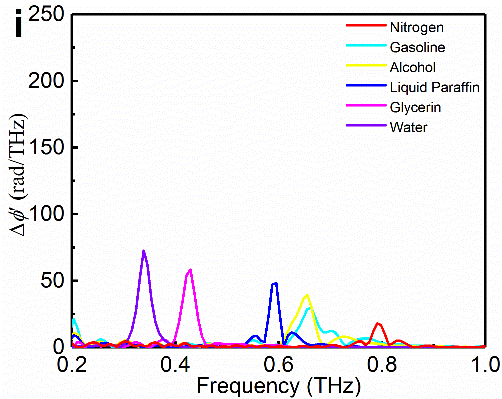 i
250
200
150
100
50
0
Δϕ′ (rad/THz)
Nitrogen
Gasoline
Alcohol
Liquid Paraffin
Glycerin
Water
0.2 0.4 0.6 0.8 1.0
Frequency (THz)